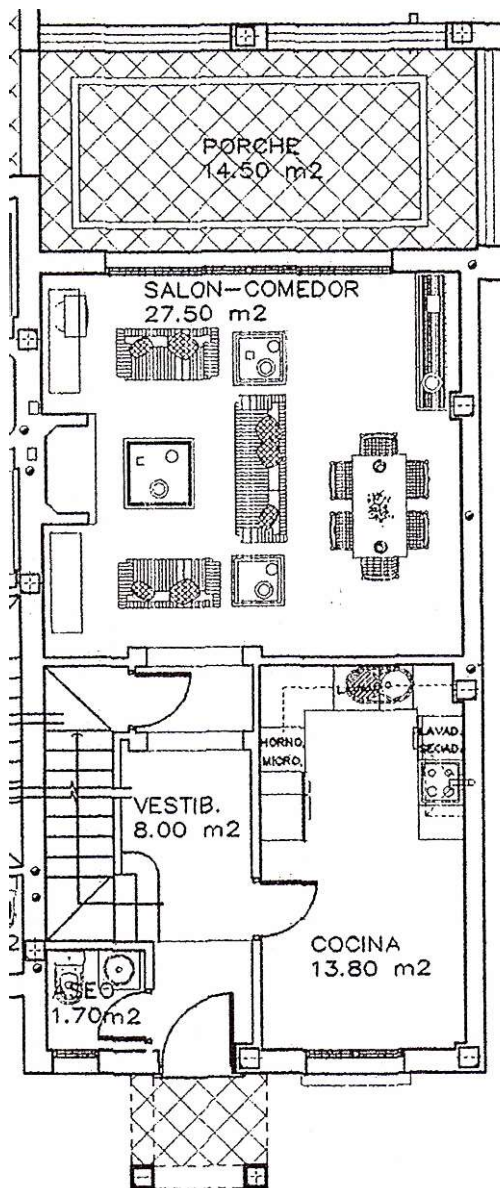 PORCHE
14.50 m2
SALON-COMEDOR
27.50 m2
HORNO.
MICRO.
LAVAD.
SECAD.
VESTIB.
8.00 m2
COCINA
13.80 m2
ASEO
1.70m2